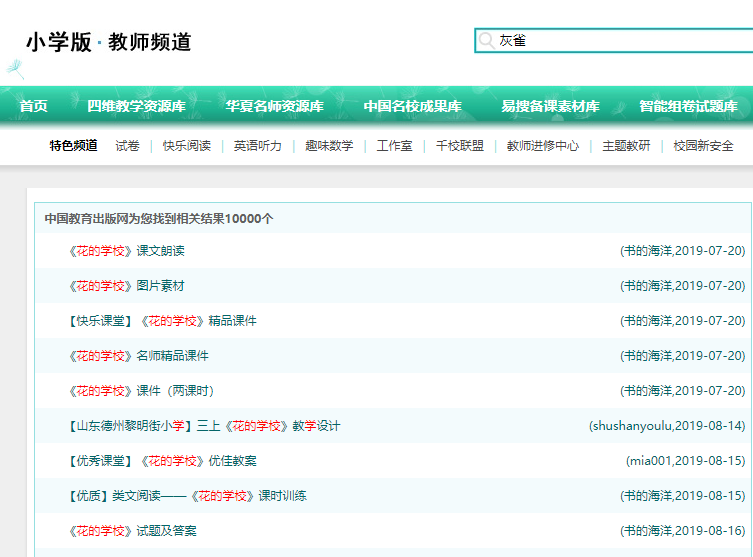 小学版·教师频道
灰雀
首页 四维教学资源库 华夏名师资源库 中国名校成果库 易搜备课素材库 智能组卷试题库
特色频道 试卷 | 快乐阅读 | 英语听力 | 趣味数学 | 工作室 | 千校联盟 | 教师进修中心 | 主题教研 | 校园新安全
中国教育出版网为您找到相关结果10000个
《花的学校》课文朗读 (书的海洋,2019-07-20)
《花的学校》图片素材 (书的海洋,2019-07-20)
【快乐课堂】《花的学校》精品课件 (书的海洋,2019-07-20)
《花的学校》名师精品课件 (书的海洋,2019-07-20)
《花的学校》课件（两课时） (书的海洋,2019-07-20)
【山东德州黎明街小学】三上《花的学校》教学设计 (shushanyoulu,2019-08-14)
【优秀课堂】《花的学校》优佳教案 (mia001,2019-08-15)
【优质】类文阅读——《花的学校》课时训练 (书的海洋,2019-08-15)
《花的学校》试题及答案 (书的海洋,2019-08-16)